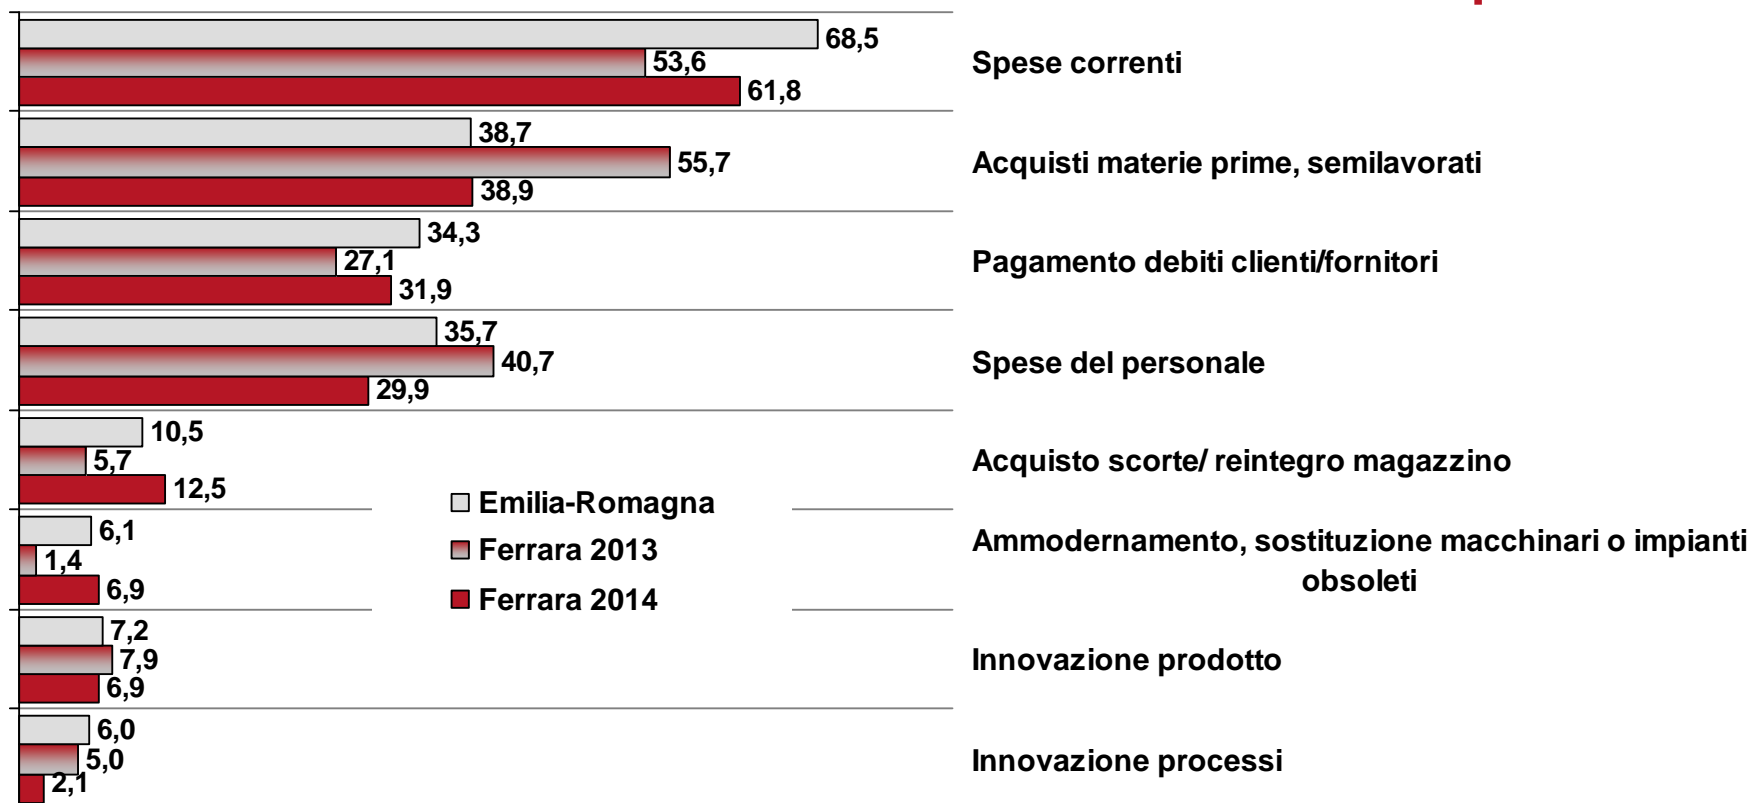 68,5
53,6
61,8
Spese correnti
38,7
55,7
38,9
Acquisti materie prime, semilavorati
34,3
27,1
31,9
Pagamento debiti clienti/fornitori
35,7
40,7
29,9
Spese del personale
10,5
5,7
12,5
Acquisto scorte/ reintegro magazzino
Emilia-Romagna
Ferrara 2013
Ferrara 2014
6,1
1,4
6,9
Ammodernamento, sostituzione macchinari o impianti
obsoleti
7,2
7,9
6,9
Innovazione prodotto
6,0
5,0
2,1
Innovazione processi